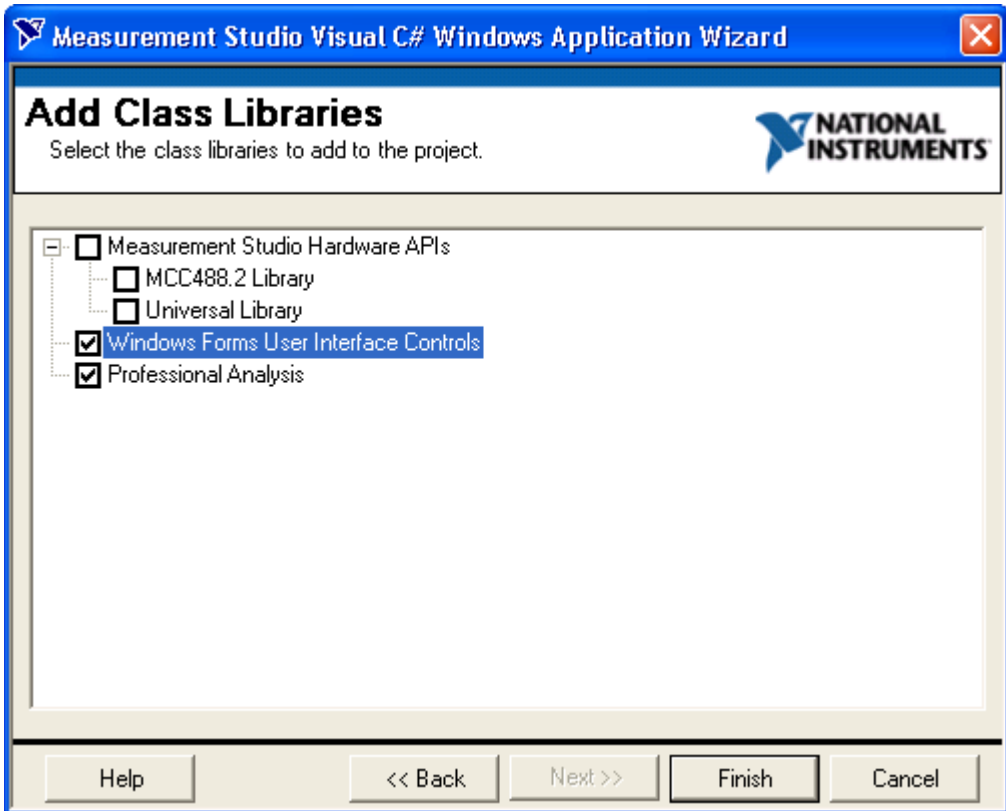 Measurement Studio Visual C# Windows Application Wizard
Add Class Libraries
Select the class libraries to add to the project.
NATIONAL
INSTRUMENTS
Measurement Studio Hardware APIs
MCC488.2 Library
Universal Library
Windows Forms User Interface Controls
Professional Analysis
Help
<< Back
Next >>
Finish
Cancel